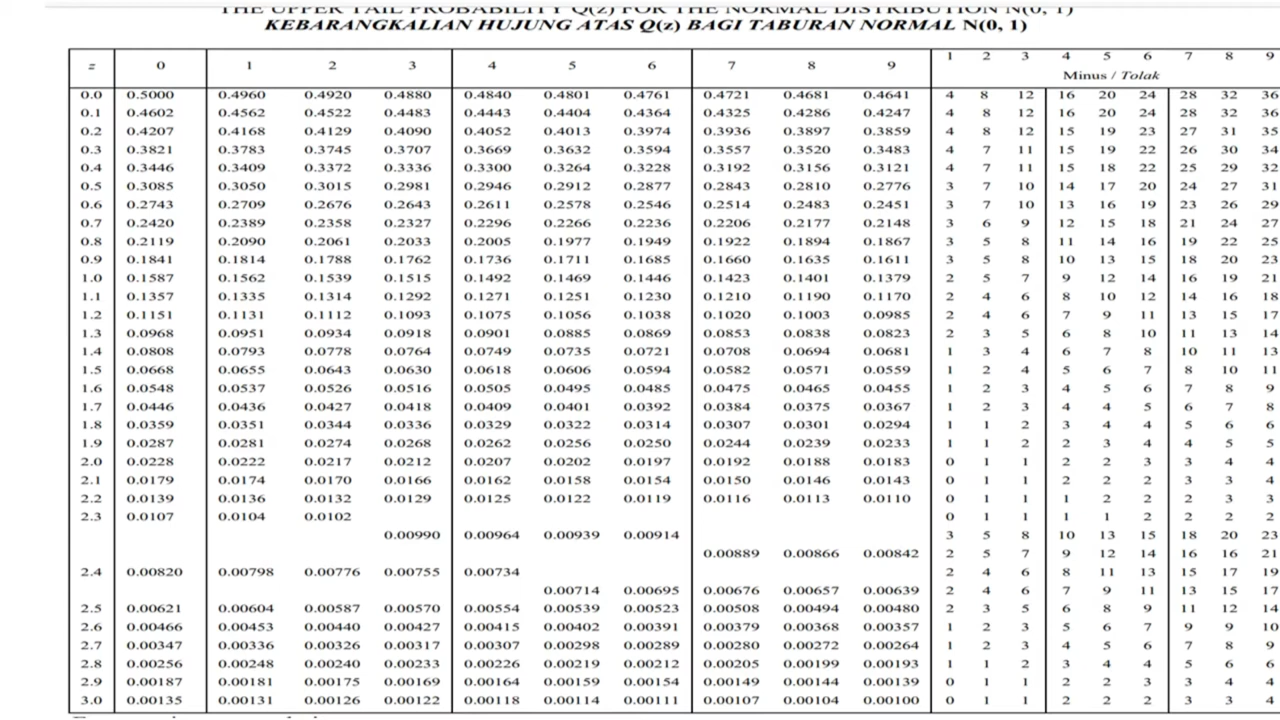 THE UPPER TAIL PROBABILITY Q(z) FOR THE NORMAL DISTRIBUTION N(0, 1)
KEBARANGKALIAN HUJUNG ATAS Q(z) BAGI TABURAN NORMAL N(0, 1)
z 0 1 2 3 4 5 6 7 8 9 1 2 3 4 5 6 7 8 9
Minus / Tolak
0.0 0.5000 0.4960 0.4920 0.4880 0.4840 0.4801 0.4761 0.4721 0.4681 0.4641 4 8 12 16 20 24 28 32 36
0.1 0.4602 0.4562 0.4522 0.4483 0.4443 0.4404 0.4364 0.4325 0.4286 0.4247 4 8 12 16 20 24 28 32 36
0.2 0.4207 0.4168 0.4129 0.4090 0.4052 0.4013 0.3974 0.3936 0.3897 0.3859 4 8 12 15 19 23 27 31 35
0.3 0.3821 0.3783 0.3745 0.3707 0.3669 0.3632 0.3594 0.3557 0.3520 0.3483 4 7 11 15 19 22 26 30 34
0.4 0.3446 0.3409 0.3372 0.3336 0.3300 0.3264 0.3228 0.3192 0.3156 0.3121 4 7 11 15 18 22 25 29 32
0.5 0.3085 0.3050 0.3015 0.2981 0.2946 0.2912 0.2877 0.2843 0.2810 0.2776 3 7 10 14 17 20 24 27 31
0.6 0.2743 0.2709 0.2676 0.2643 0.2611 0.2578 0.2546 0.2514 0.2483 0.2451 3 7 10 13 16 19 23 26 29
0.7 0.2420 0.2389 0.2358 0.2327 0.2296 0.2266 0.2236 0.2206 0.2177 0.2148 3 6 9 12 15 18 21 24 27
0.8 0.2119 0.2090 0.2061 0.2033 0.2005 0.1977 0.1949 0.1922 0.1894 0.1867 3 5 8 11 14 16 19 22 25
0.9 0.1841 0.1814 0.1788 0.1762 0.1736 0.1711 0.1685 0.1660 0.1635 0.1611 3 5 8 10 13 15 18 20 23
1.0 0.1587 0.1562 0.1539 0.1515 0.1492 0.1469 0.1446 0.1423 0.1401 0.1379 2 5 7 9 12 14 16 19 21
1.1 0.1357 0.1335 0.1314 0.1292 0.1271 0.1251 0.1230 0.1210 0.1190 0.1170 2 4 6 8 10 12 14 16 18
1.2 0.1151 0.1131 0.1112 0.1093 0.1075 0.1056 0.1038 0.1020 0.1003 0.0985 2 4 6 7 9 11 13 15 17
1.3 0.0968 0.0951 0.0934 0.0918 0.0901 0.0885 0.0869 0.0853 0.0838 0.0823 2 3 5 6 8 10 11 13 14
1.4 0.0808 0.0793 0.0778 0.0764 0.0749 0.0735 0.0721 0.0708 0.0694 0.0681 1 3 4 6 7 8 10 11 13
1.5 0.0668 0.0655 0.0643 0.0630 0.0618 0.0606 0.0594 0.0582 0.0571 0.0559 1 2 4 5 6 7 8 10 11
1.6 0.0548 0.0537 0.0526 0.0516 0.0505 0.0495 0.0485 0.0475 0.0465 0.0455 1 2 3 4 5 6 7 8 9
1.7 0.0446 0.0436 0.0427 0.0418 0.0409 0.0401 0.0392 0.0384 0.0375 0.0367 1 2 3 4 4 5 6 7 8
1.8 0.0359 0.0351 0.0344 0.0336 0.0329 0.0322 0.0314 0.0307 0.0301 0.0294 1 1 2 3 4 4 5 6 6
1.9 0.0287 0.0281 0.0274 0.0268 0.0262 0.0256 0.0250 0.0244 0.0239 0.0233 1 1 2 2 3 4 4 5 5
2.0 0.0228 0.0222 0.0217 0.0212 0.0207 0.0202 0.0197 0.0192 0.0188 0.0183 0 1 1 2 2 3 3 4 4
2.1 0.0179 0.0174 0.0170 0.0166 0.0162 0.0158 0.0154 0.0150 0.0146 0.0143 0 1 1 2 2 2 3 3 4
2.2 0.0139 0.0136 0.0132 0.0129 0.0125 0.0122 0.0119 0.0116 0.0113 0.0110 0 1 1 1 2 2 2 3 3
2.3 0.0107 0.0104 0.0102 0 1 1 1 1 2 2 2 2
0.00990 0.00964 0.00939 0.00914 3 5 8 10 13 15 18 20 23
0.00889 0.00866 0.00842 2 5 7 9 12 14 16 16 21
2.4 0.00820 0.00798 0.00776 0.00755 0.00734 2 4 6 8 11 13 15 17 19
0.00714 0.00695 0.00676 0.00657 0.00639 2 4 6 7 9 11 13 15 17
2.5 0.00621 0.00604 0.00587 0.00570 0.00554 0.00539 0.00523 0.00508 0.00494 0.00480 2 3 5 6 8 9 11 12 14
2.6 0.00466 0.00453 0.00440 0.00427 0.00415 0.00402 0.00391 0.00379 0.00368 0.00357 1 2 3 5 6 7 9 9 10
2.7 0.00347 0.00336 0.00326 0.00317 0.00307 0.00298 0.00289 0.00280 0.00272 0.00264 1 2 3 4 5 6 7 8 9
2.8 0.00256 0.00248 0.00240 0.00233 0.00226 0.00219 0.00212 0.00205 0.00199 0.00193 1 1 2 3 4 4 5 6 6
2.9 0.00187 0.00181 0.00175 0.00169 0.00164 0.00159 0.00154 0.00149 0.00144 0.00139 0 1 1 2 2 3 3 4 4
3.0 0.00135 0.00131 0.00126 0.00122 0.00118 0.00114 0.00111 0.00107 0.00104 0.00100 0 1 1 2 2 2 3 3 4